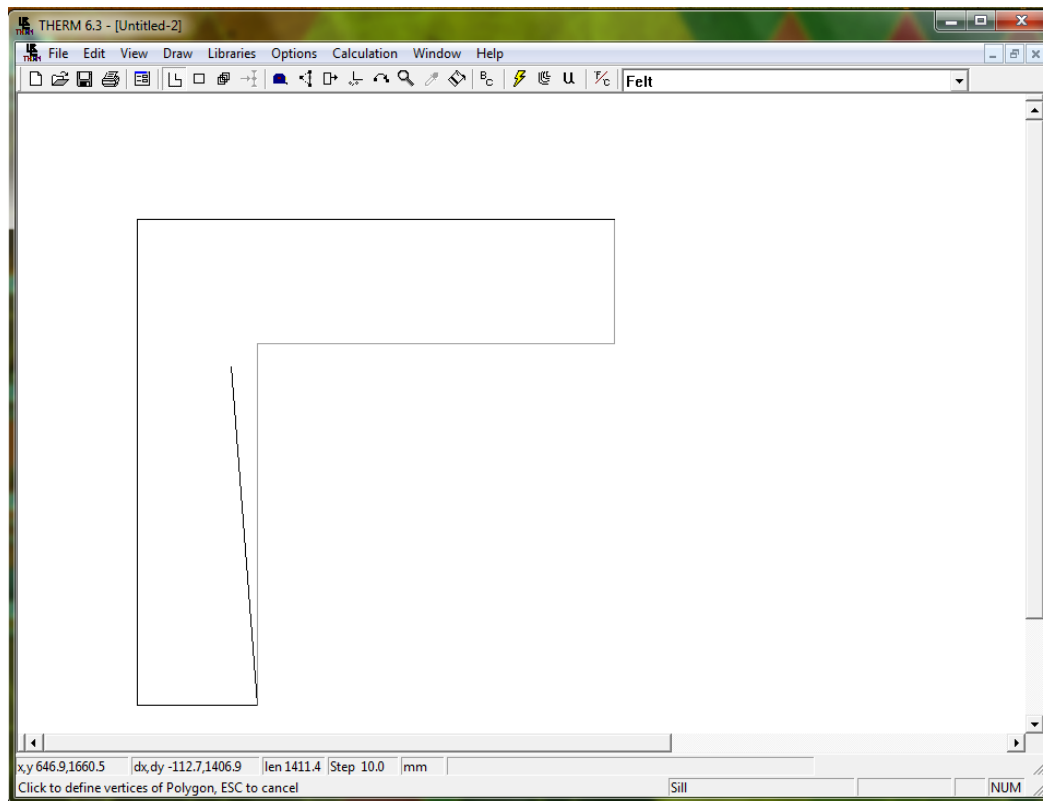 THERM 6.3 - [Untitled-2]
File Edit View Draw Libraries Options Calculation Window Help
BC U F/C Felt
x,y 646.9,1660.5 dx,dy -112.7,1406.9 len 1411.4 Step 10.0 mm
Click to define vertices of Polygon, ESC to cancel Sill NUM